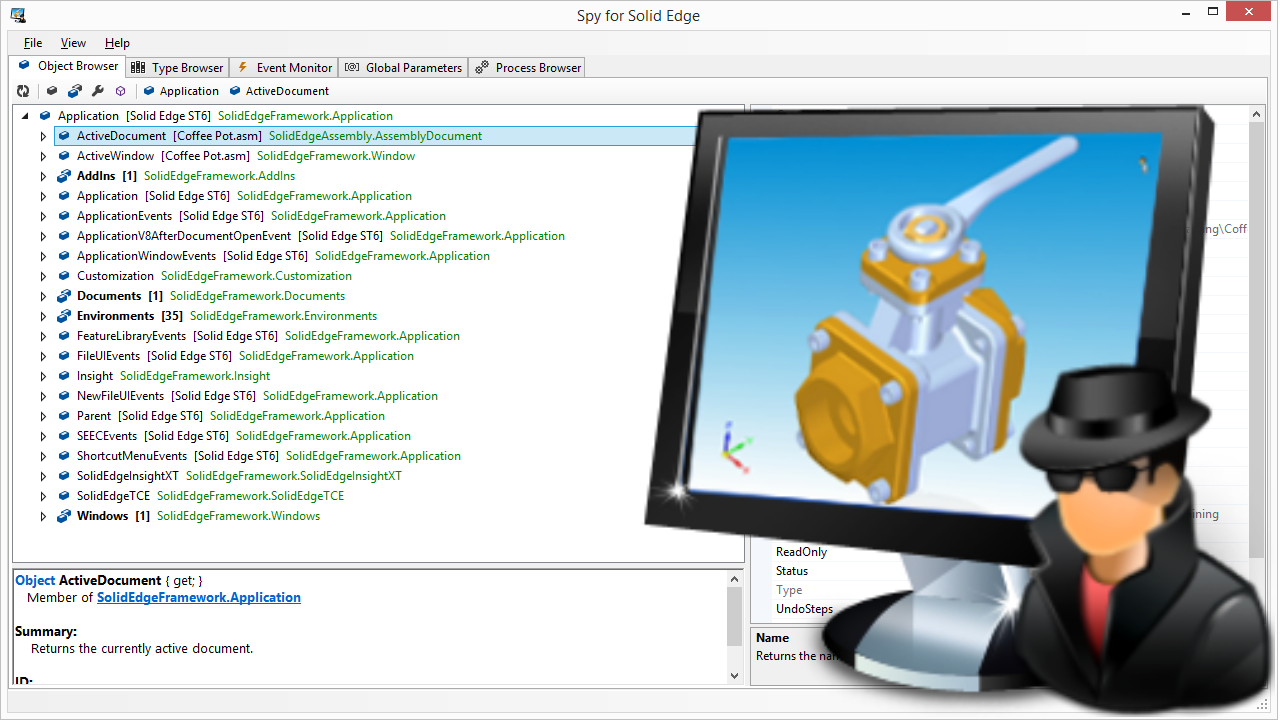 Spy for Solid Edge
File View Help
Object Browser Type Browser Event Monitor Global Parameters Process Browser
Application ActiveDocument
Application [Solid Edge ST6] SolidEdgeFramework.Application
ActiveDocument [Coffee Pot.asm] SolidEdgeAssembly.AssemblyDocument
ActiveWindow [Coffee Pot.asm] SolidEdgeFramework.Window
AddIns [1] SolidEdgeFramework.AddIns
Application [Solid Edge ST6] SolidEdgeFramework.Application
ApplicationEvents [Solid Edge ST6] SolidEdgeFramework.Application
ApplicationV8AfterDocumentOpenEvent [Solid Edge ST6] SolidEdgeFramework.Application
ApplicationWindowEvents [Solid Edge ST6] SolidEdgeFramework.Application
Customization SolidEdgeFramework.Customization
Documents [1] SolidEdgeFramework.Documents
Environments [35] SolidEdgeFramework.Environments
FeatureLibraryEvents [Solid Edge ST6] SolidEdgeFramework.Application
FileUIEvents [Solid Edge ST6] SolidEdgeFramework.Application
Insight SolidEdgeFramework.Insight
NewFileUIEvents [Solid Edge ST6] SolidEdgeFramework.Application
Parent [Solid Edge ST6] SolidEdgeFramework.Application
SEECEvents [Solid Edge ST6] SolidEdgeFramework.Application
ShortcutMenuEvents [Solid Edge ST6] SolidEdgeFramework.Application
SolidEdgeInsightXT SolidEdgeFramework.SolidEdgeInsightXT
SolidEdgeTCE SolidEdgeFramework.SolidEdgeTCE
Windows [1] SolidEdgeFramework.Windows
Object ActiveDocument { get; }
Member of SolidEdgeFramework.Application
Summary:
Returns the currently active document.
ID:
ng\Coff
ining
ReadOnly
Status
Type
UndoSteps
Name
Returns the